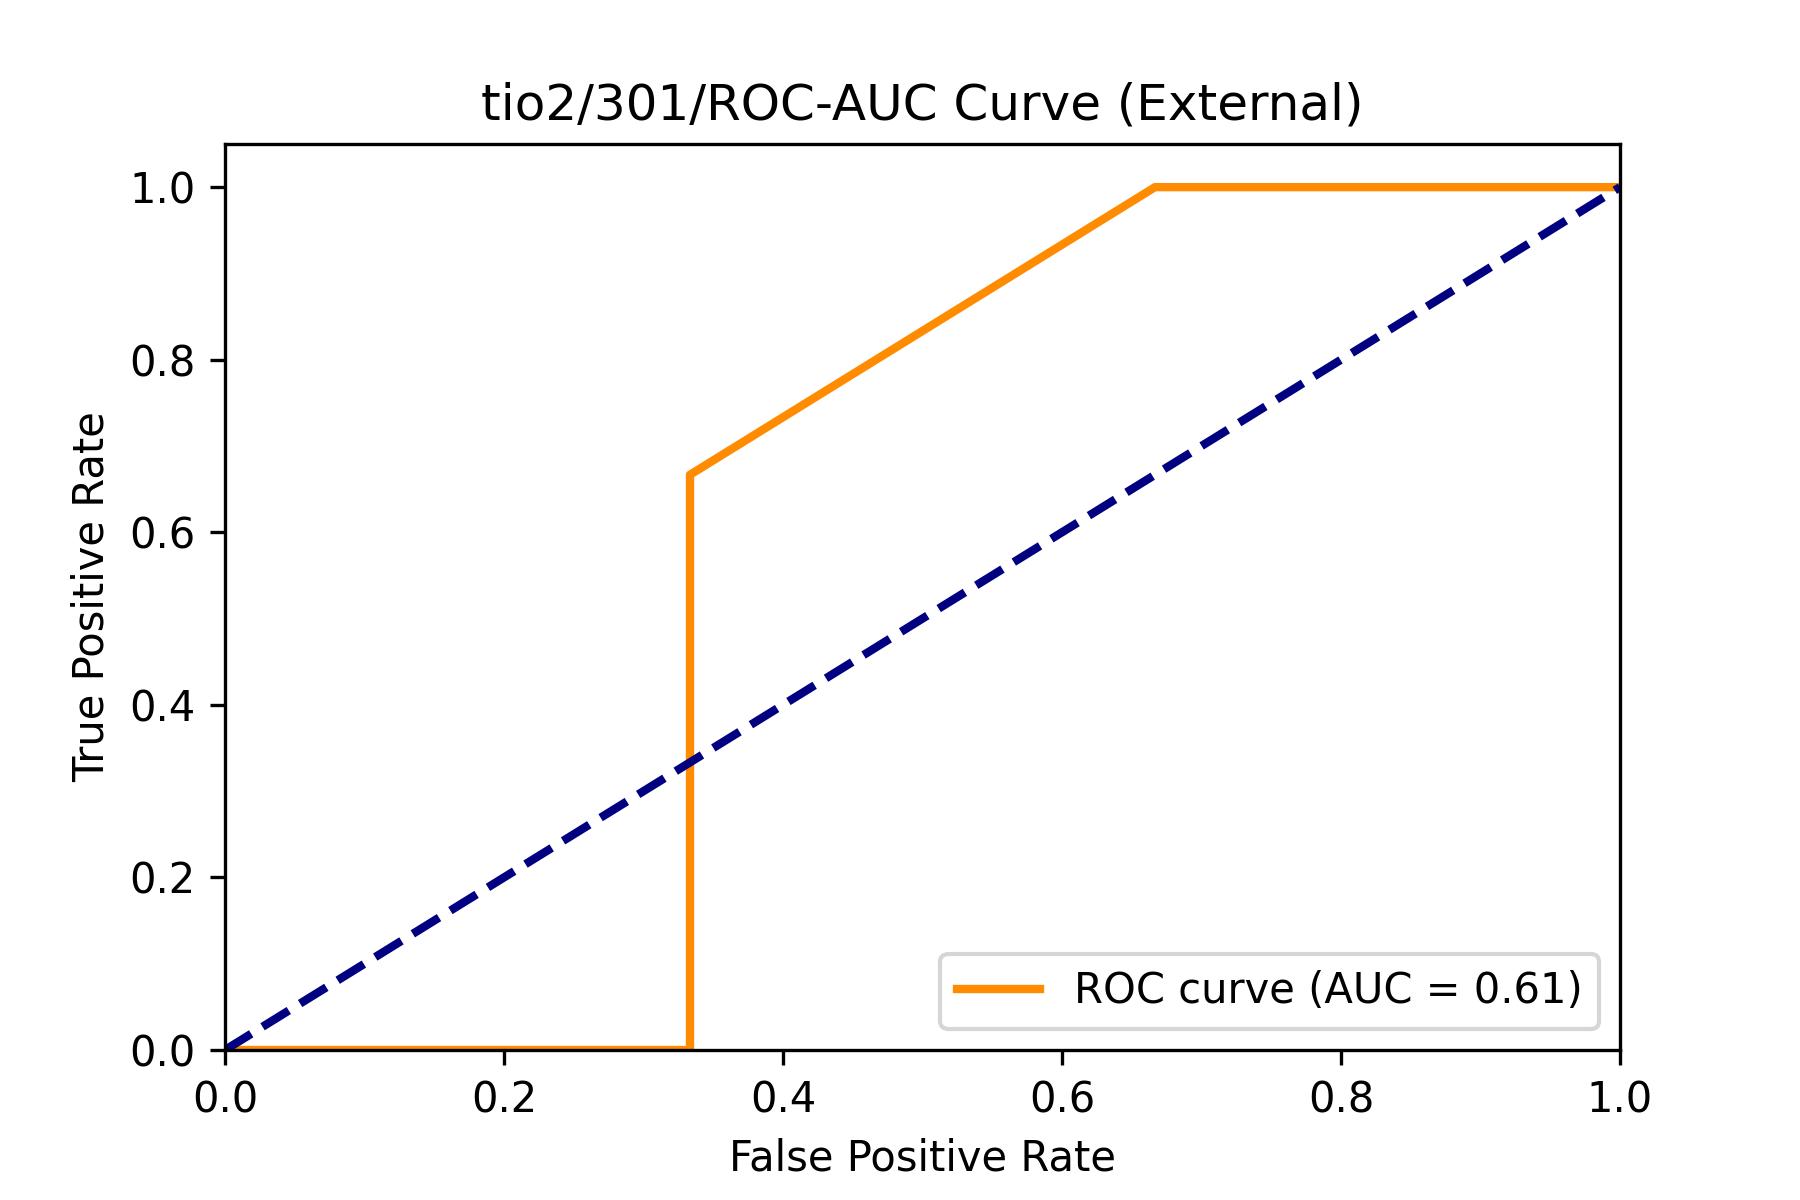 tio2/301/ROC-AUC Curve (External)
1.0
0.8
0.6
0.4
0.2
0.0
True Positive Rate
ROC curve (AUC = 0.61)
0.0 0.2 0.4 0.6 0.8 1.0
False Positive Rate